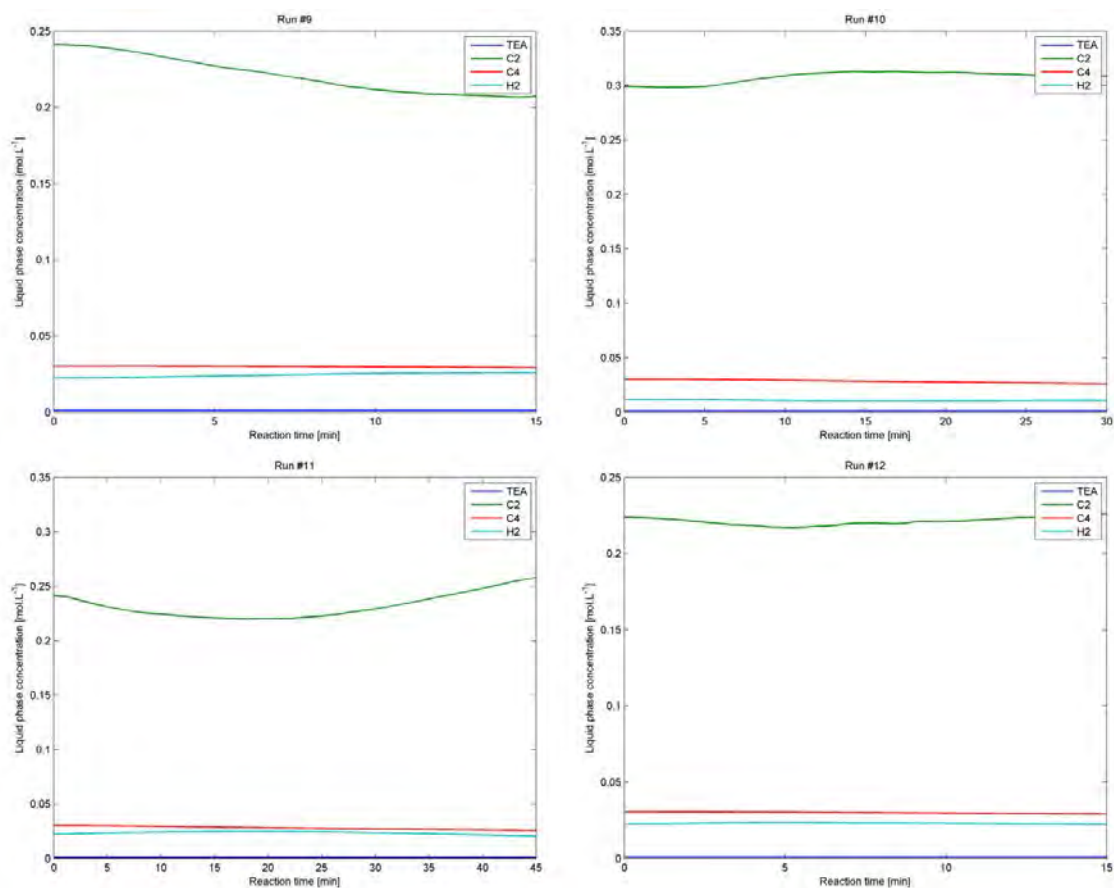 Run #9
0.25
0.2
0.15
0.1
0.05
0
Liquid phase concentration [mol.L⁻¹]
TEA
C2
C4
H2
0 5 10 15
Reaction time [min]
Run #10
0.35
0.3
0.25
0.2
0.15
0.1
0.05
0
Liquid phase concentration [mol.L⁻¹]
TEA
C2
C4
H2
0 5 10 15 20 25 30
Reaction time [min]
Run #11
0.35
0.3
0.25
0.2
0.15
0.1
0.05
0
Liquid phase concentration [mol.L⁻¹]
TEA
C2
C4
H2
0 5 10 15 20 25 30 35 40 45
Reaction time [min]
Run #12
0.25
0.2
0.15
0.1
0.05
0
Liquid phase concentration [mol.L⁻¹]
TEA
C2
C4
H2
0 5 10 15
Reaction time [min]